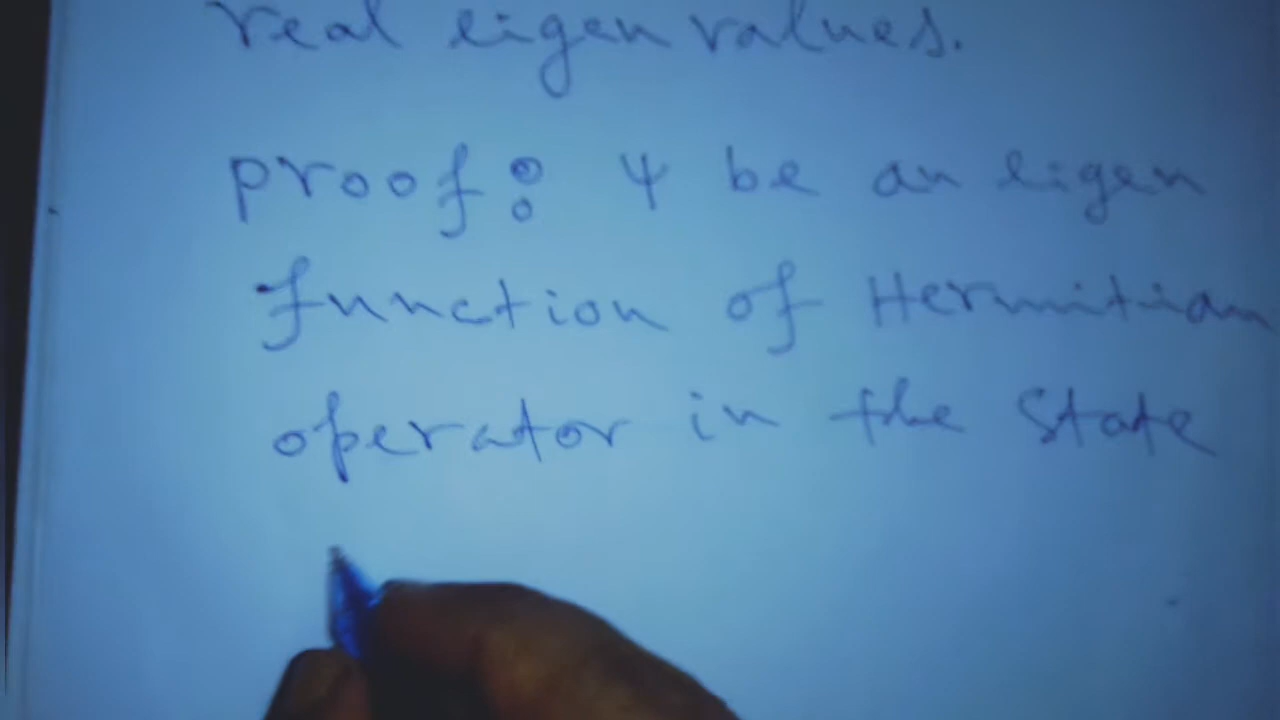 real eigen values.
proof: ψ be an eigen
function of Hermitian
operator in the State